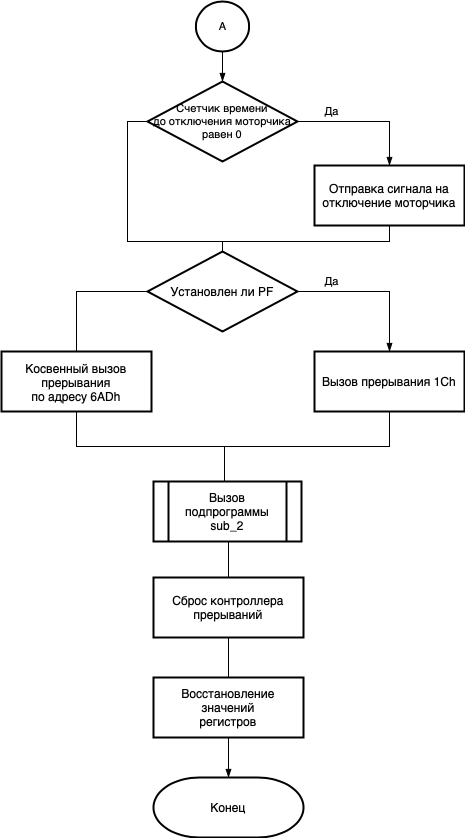 A
Счетчик времени
до отключения моторчика
равен 0
Да
Отправка сигнала на
отключение моторчика
Установлен ли PF
Да
Косвенный вызов
прерывания
по адресу 6ADh
Вызов прерывания 1Ch
Вызов
подпрограммы
sub_2
Сброс контроллера
прерываний
Восстановление
значений
регистров
Конец